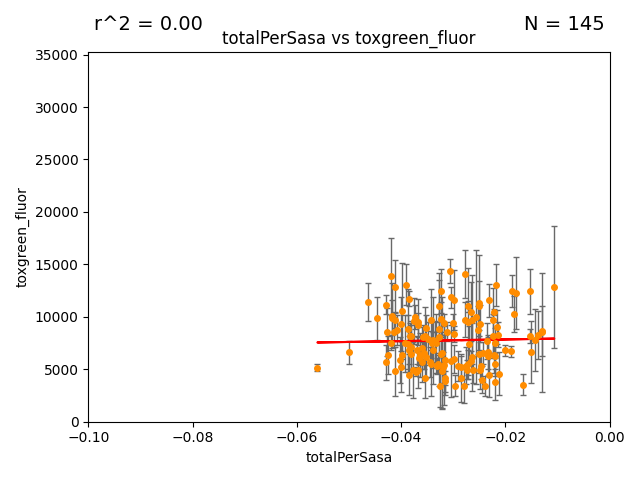 r^2 = 0.00
N = 145
totalPerSasa vs toxgreen_fluor
35000
30000
25000
20000
15000
10000
5000
0
toxgreen_fluor
−0.10
−0.08
−0.06
−0.04
−0.02
0.00
totalPerSasa